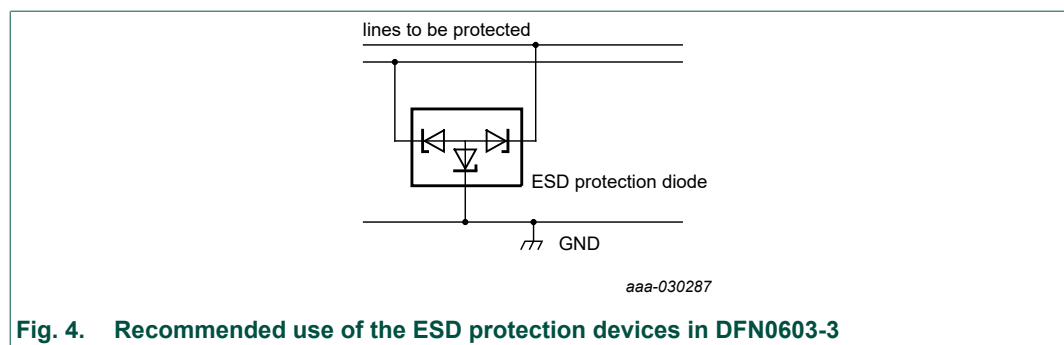 lines to be protected
ESD protection diode
GND
aaa-030287
Fig. 4. Recommended use of the ESD protection devices in DFN0603-3